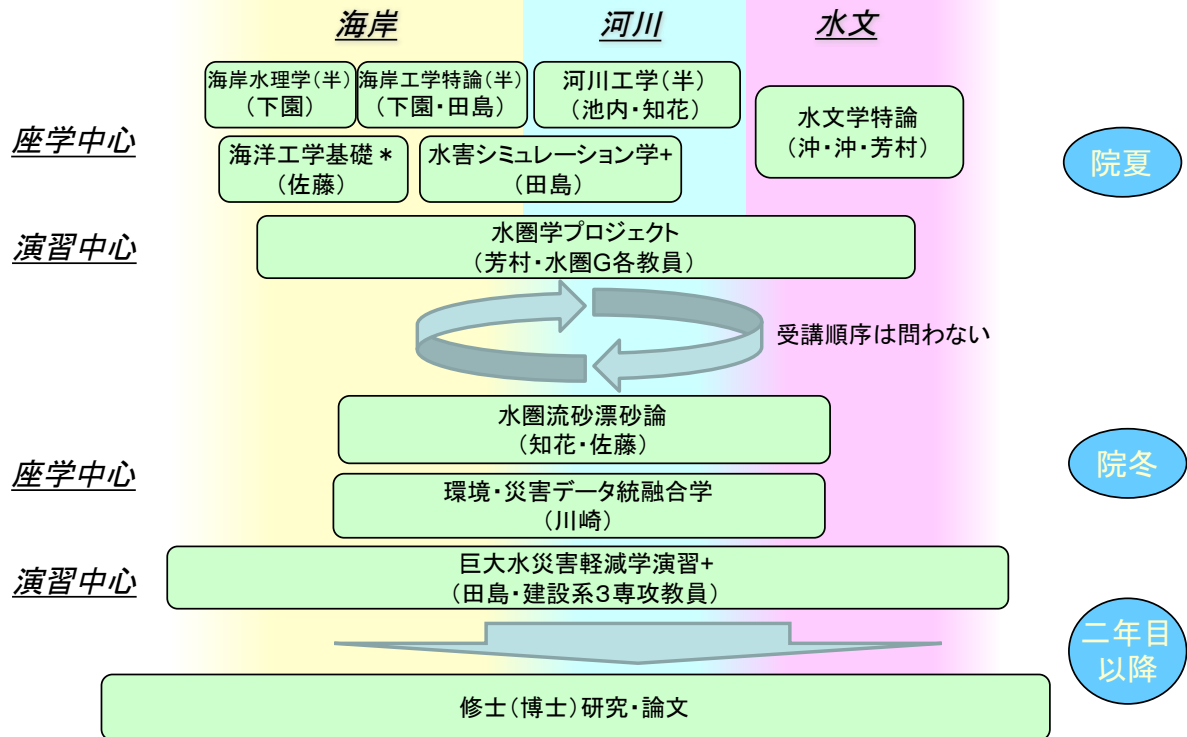 海岸
河川
水文
海岸水理学(半)
(下園)
海岸工学特論(半)
(下園・田島)
河川工学(半)
(池内・知花)
水文学特論
(沖・沖・芳村)
座学中心
院夏
海洋工学基礎＊
(佐藤)
水害シミュレーション学+
(田島)
演習中心
水圏学プロジェクト
(芳村・水圏G各教員)
受講順序は問わない
水圏流砂漂砂論
(知花・佐藤)
座学中心
院冬
環境・災害データ統融合学
(川崎)
演習中心
巨大水災害軽減学演習+
(田島・建設系３専攻教員)
二年目
以降
修士(博士)研究・論文